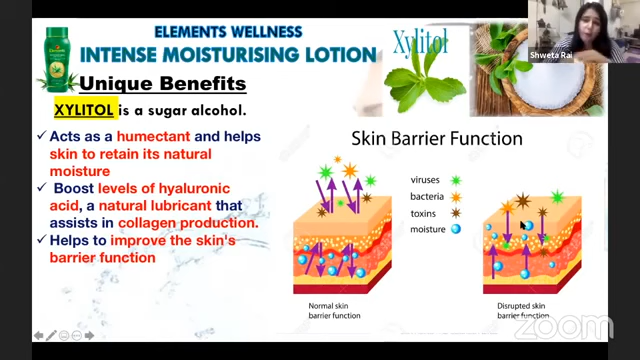 ELEMENTS WELLNESS
INTENSE MOISTURISING LOTION
Unique Benefits
XYLITOL is a sugar alcohol.
✓ Acts as a humectant and helps
skin to retain its natural
moisture
✓ Boost levels of hyaluronic
acid, a natural lubricant that
assists in collagen production.
✓ Helps to improve the skin's
barrier function
Xylitol
Shweta Rai
Skin Barrier Function
viruses
bacteria
toxins
moisture
Normal skin
barrier function
Disrupted skin
barrier function
zoom